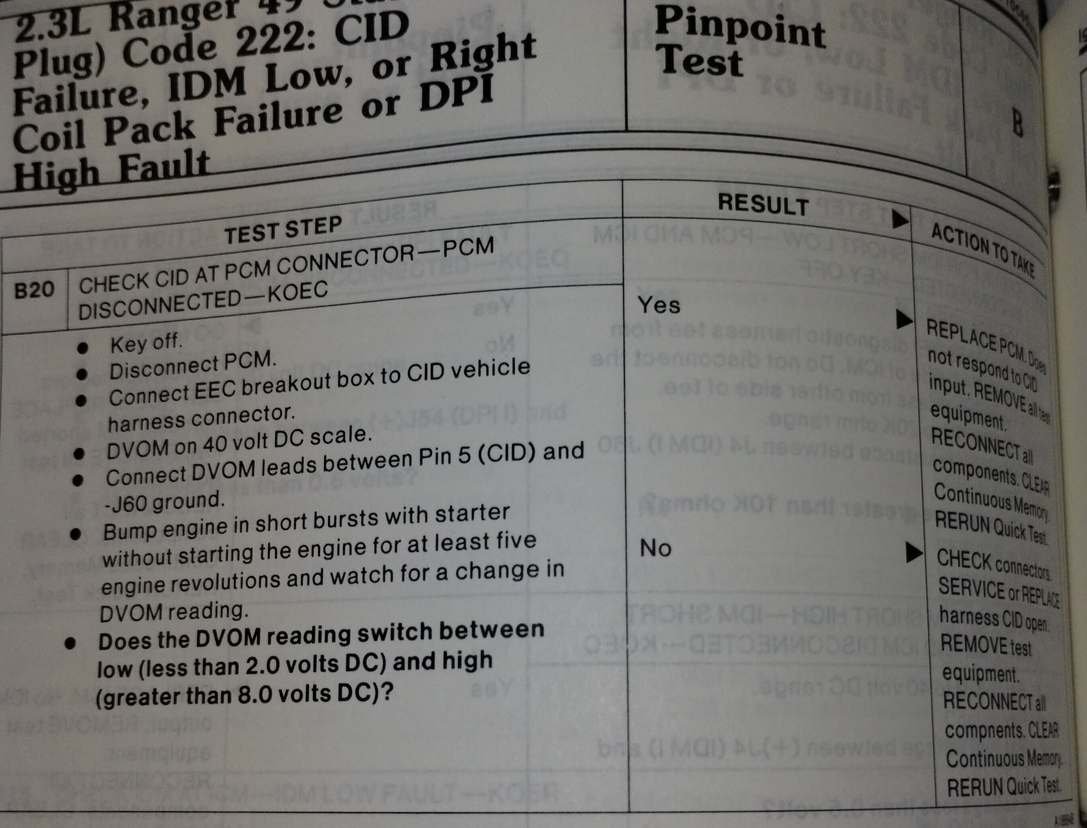 2.3L Ranger 49
Plug) Code 222: CID
Failure, IDM Low, or Right
Coil Pack Failure or DPI
High Fault
Pinpoint
Test
B
TEST STEP
RESULT ▶
ACTION TO TAKE
B20
CHECK CID AT PCM CONNECTOR—PCM
DISCONNECTED—KOEC
● Key off.
● Disconnect PCM.
● Connect EEC breakout box to CID vehicle
harness connector.
● DVOM on 40 volt DC scale.
● Connect DVOM leads between Pin 5 (CID) and
-J60 ground.
● Bump engine in short bursts with starter
without starting the engine for at least five
engine revolutions and watch for a change in
DVOM reading.
● Does the DVOM reading switch between
low (less than 2.0 volts DC) and high
(greater than 8.0 volts DC)?
Yes ▶
REPLACE PCM. Does
not respond to CID
input. REMOVE all test
equipment.
RECONNECT all
components. CLEAR
Continuous Memory.
RERUN Quick Test.
No ▶
CHECK connectors.
SERVICE or REPLACE
harness CID open.
REMOVE test
equipment.
RECONNECT all
compnents. CLEAR
Continuous Memory.
RERUN Quick Test.